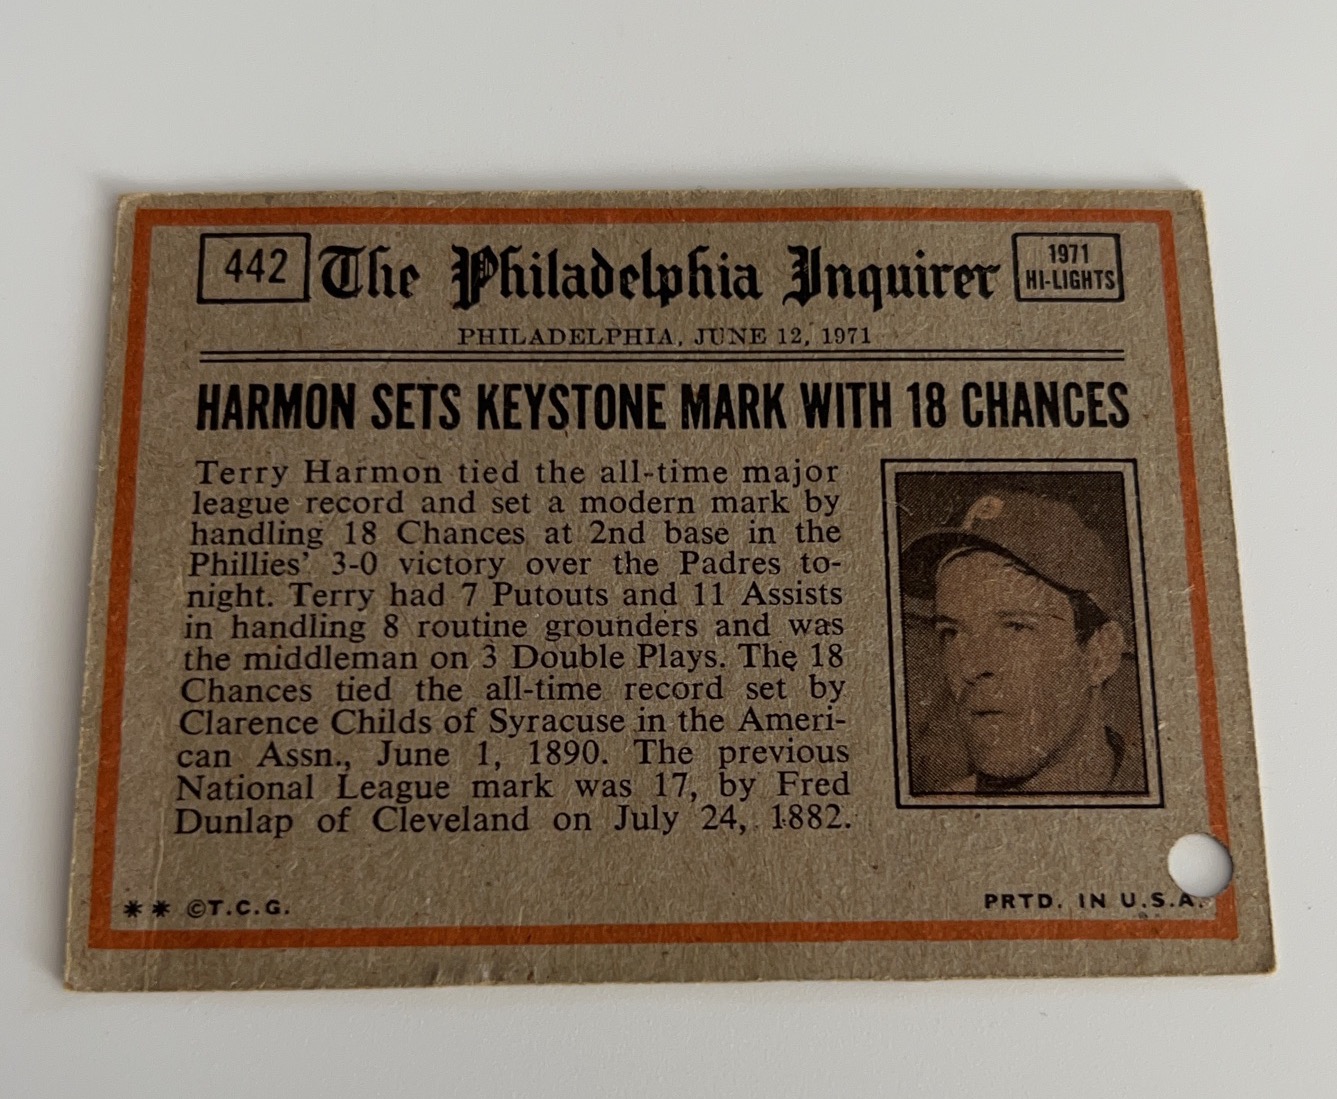 442
The Philadelphia Inquirer
1971
HI-LIGHTS
PHILADELPHIA, JUNE 12, 1971
HARMON SETS KEYSTONE MARK WITH 18 CHANCES
Terry Harmon tied the all-time major
league record and set a modern mark by
handling 18 Chances at 2nd base in the
Phillies' 3-0 victory over the Padres to-
night. Terry had 7 Putouts and 11 Assists
in handling 8 routine grounders and was
the middleman on 3 Double Plays. The 18
Chances tied the all-time record set by
Clarence Childs of Syracuse in the Ameri-
can Assn., June 1, 1890. The previous
National League mark was 17, by Fred
Dunlap of Cleveland on July 24, 1882.
P
** ©T.C.G.
PRTD. IN U.S.A.